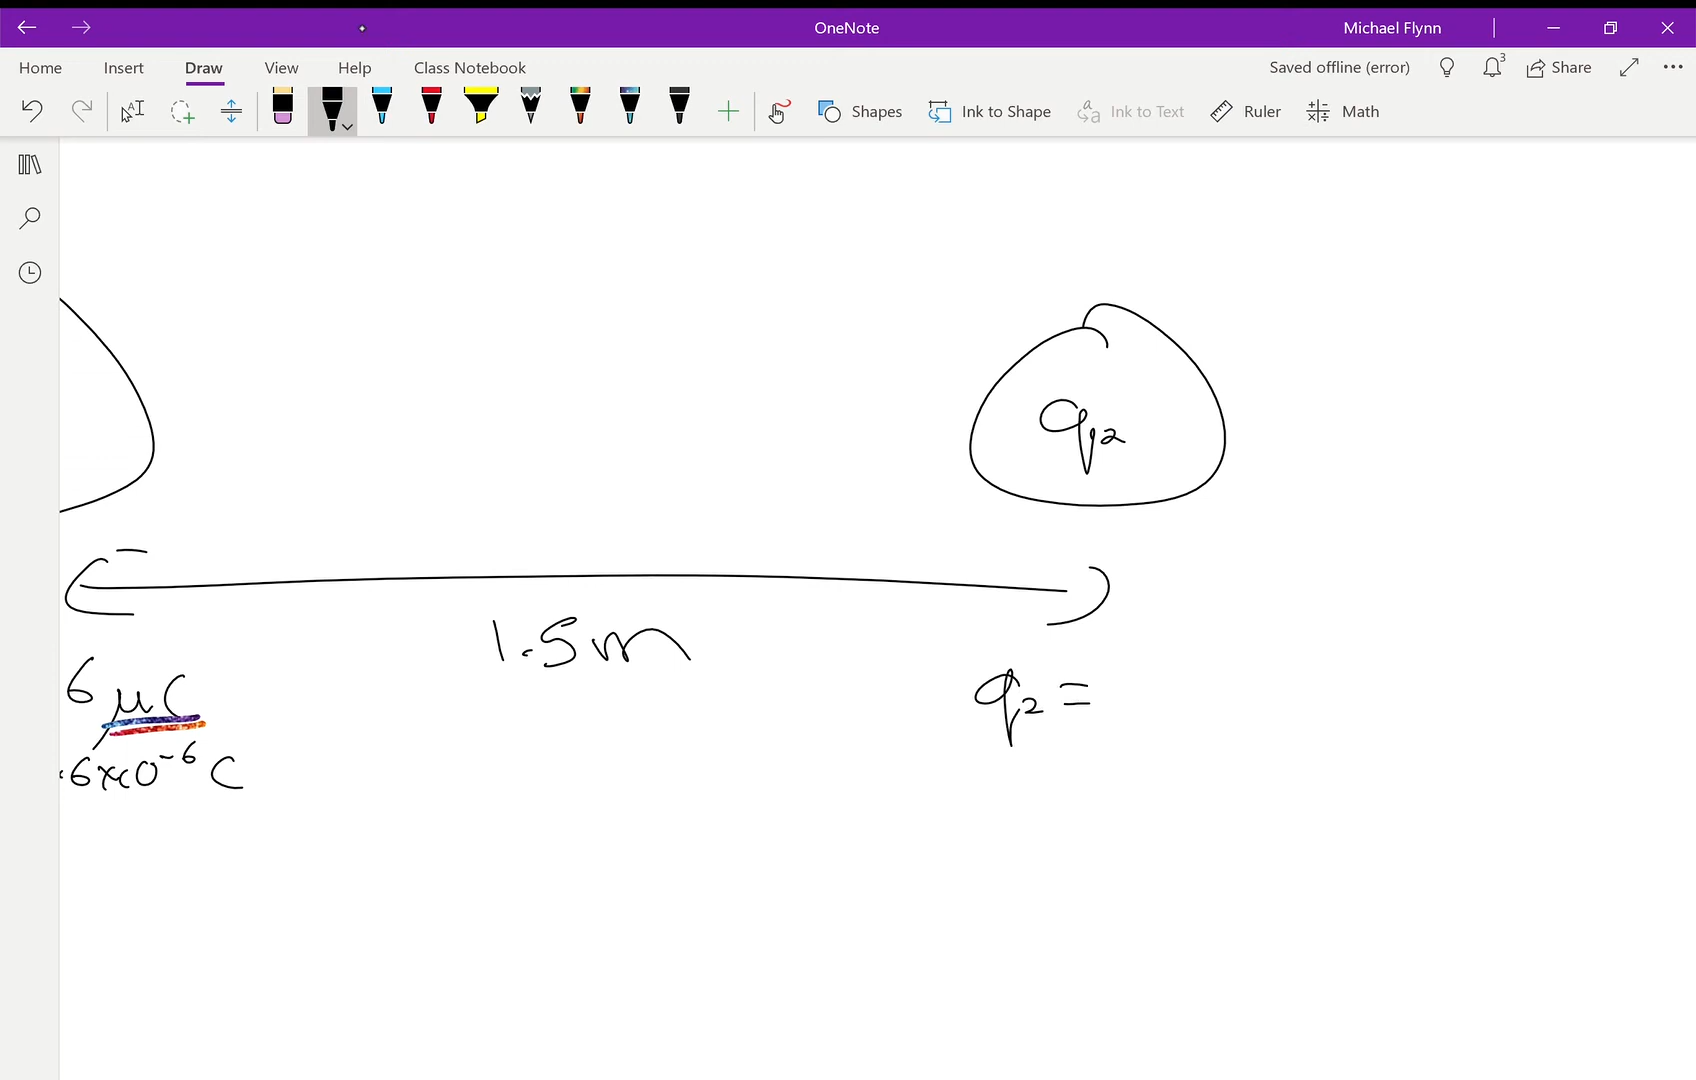 OneNote
Michael Flynn
Home Insert Draw View Help Class Notebook
Saved offline (error)
3
Share
Shapes
Ink to Shape
Ink to Text
Ruler
Math
q₂
1.5m
6 μC
q₂ =
.6x10⁻⁶ C